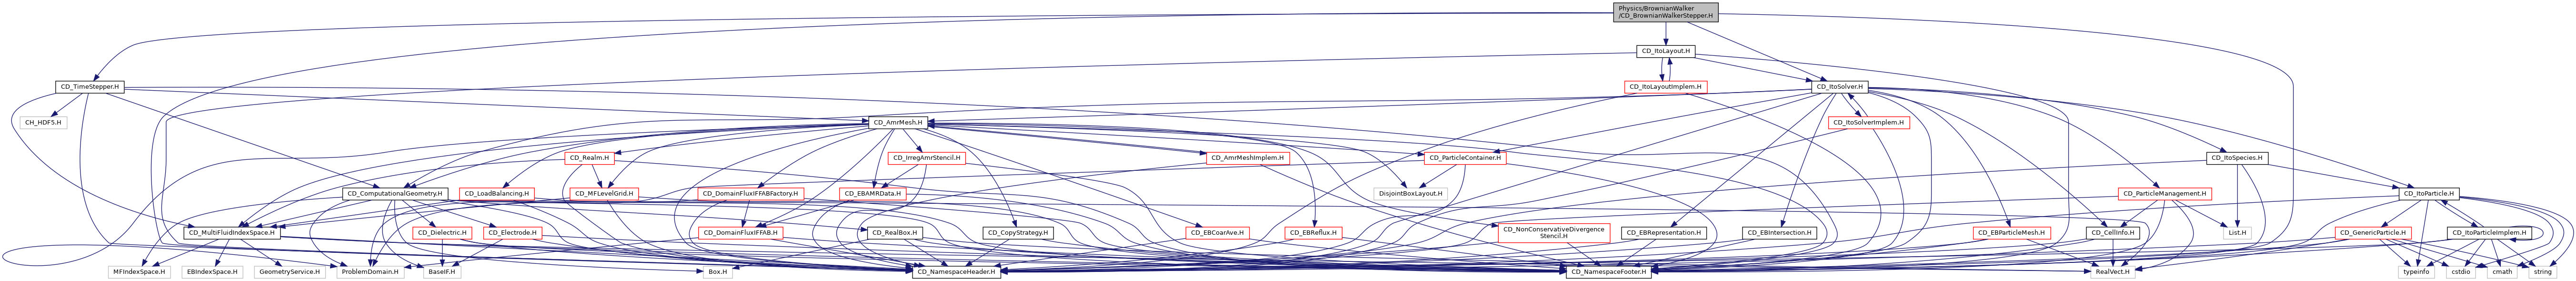 Physics/BrownianWalker
/CD_BrownianWalkerStepper.H
CD_ItoLayout.H
CD_TimeStepper.H
CD_ItoLayoutImplem.H
CD_ItoSolver.H
CH_HDF5.H
CD_AmrMesh.H
CD_ItoSolverImplem.H
CD_Realm.H
CD_IrregAmrStencil.H
CD_AmrMeshImplem.H
CD_ParticleContainer.H
CD_ItoSpecies.H
CD_ComputationalGeometry.H
CD_LoadBalancing.H
CD_MFLevelGrid.H
CD_DomainFluxIFFABFactory.H
CD_EBAMRData.H
DisjointBoxLayout.H
CD_ParticleManagement.H
CD_ItoParticle.H
CD_MultiFluidIndexSpace.H
CD_Dielectric.H
CD_Electrode.H
CD_DomainFluxIFFAB.H
CD_RealBox.H
CD_CopyStrategy.H
CD_EBCoarAve.H
CD_EBReflux.H
CD_NonConservativeDivergence
Stencil.H
CD_EBRepresentation.H
CD_EBIntersection.H
CD_EBParticleMesh.H
CD_CellInfo.H
List.H
CD_GenericParticle.H
CD_ItoParticleImplem.H
MFIndexSpace.H
EBIndexSpace.H
GeometryService.H
ProblemDomain.H
BaseIF.H
Box.H
CD_NamespaceHeader.H
CD_NamespaceFooter.H
RealVect.H
typeinfo
cstdio
cmath
string